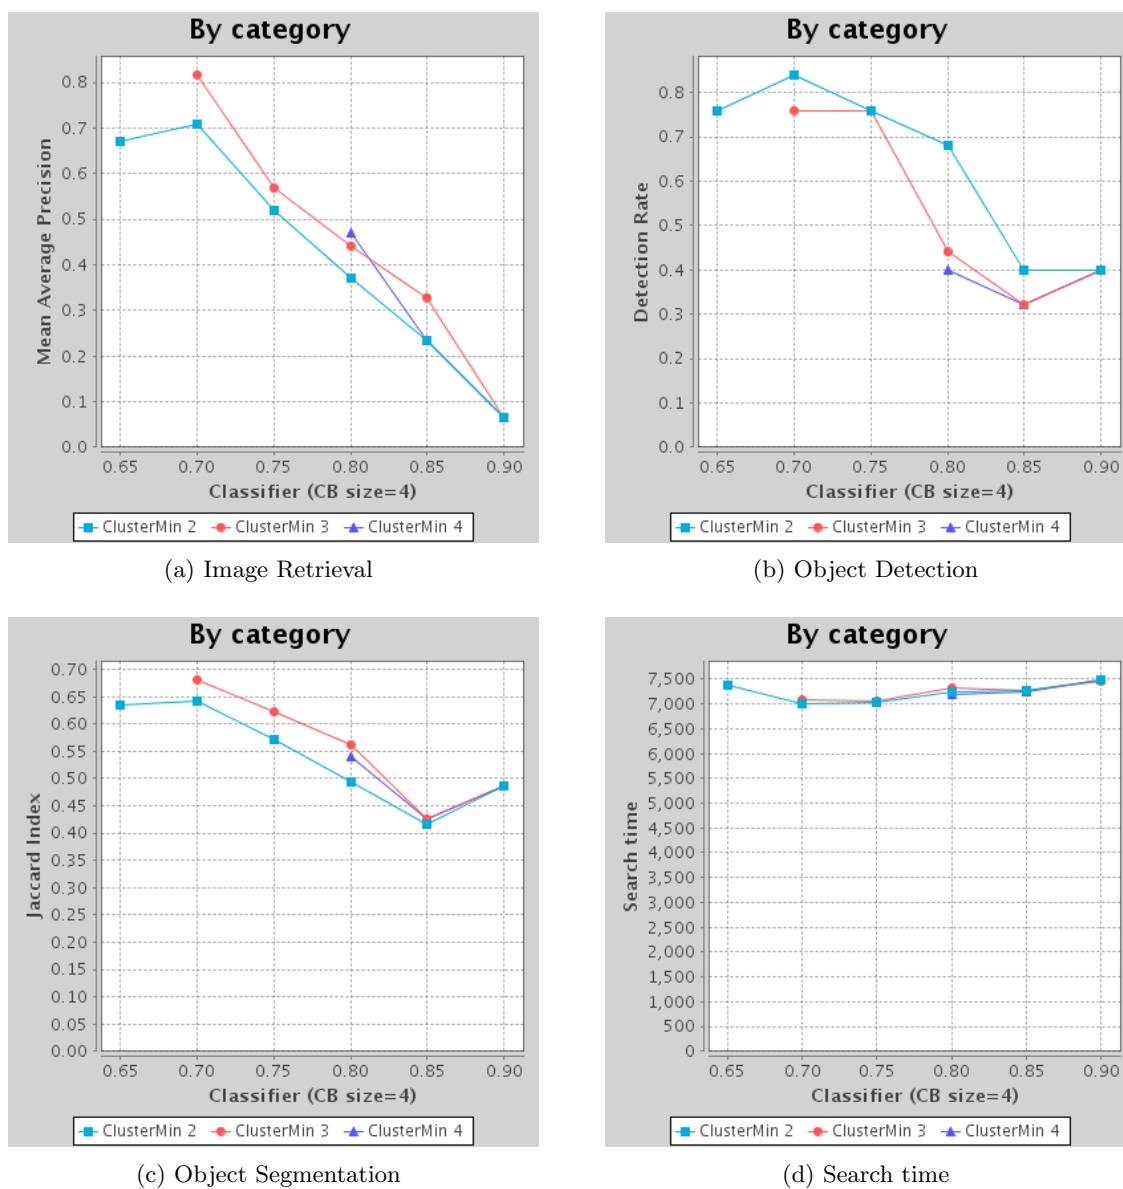 By category
0.8
0.7
0.6
0.5
0.4
0.3
0.2
0.1
0.0
Mean Average Precision
0.65 0.70 0.75 0.80 0.85 0.90
Classifier (CB size=4)
ClusterMin 2 ClusterMin 3 ClusterMin 4
(a) Image Retrieval
By category
0.8
0.7
0.6
0.5
0.4
0.3
0.2
0.1
0.0
Detection Rate
0.65 0.70 0.75 0.80 0.85 0.90
Classifier (CB size=4)
ClusterMin 2 ClusterMin 3 ClusterMin 4
(b) Object Detection
By category
0.70
0.65
0.60
0.55
0.50
0.45
0.40
0.35
0.30
0.25
0.20
0.15
0.10
0.05
0.00
Jaccard Index
0.65 0.70 0.75 0.80 0.85 0.90
Classifier (CB size=4)
ClusterMin 2 ClusterMin 3 ClusterMin 4
(c) Object Segmentation
By category
7,500
7,000
6,500
6,000
5,500
5,000
4,500
4,000
3,500
3,000
2,500
2,000
1,500
1,000
500
0
Search time
0.65 0.70 0.75 0.80 0.85 0.90
Classifier (CB size=4)
ClusterMin 2 ClusterMin 3 ClusterMin 4
(d) Search time